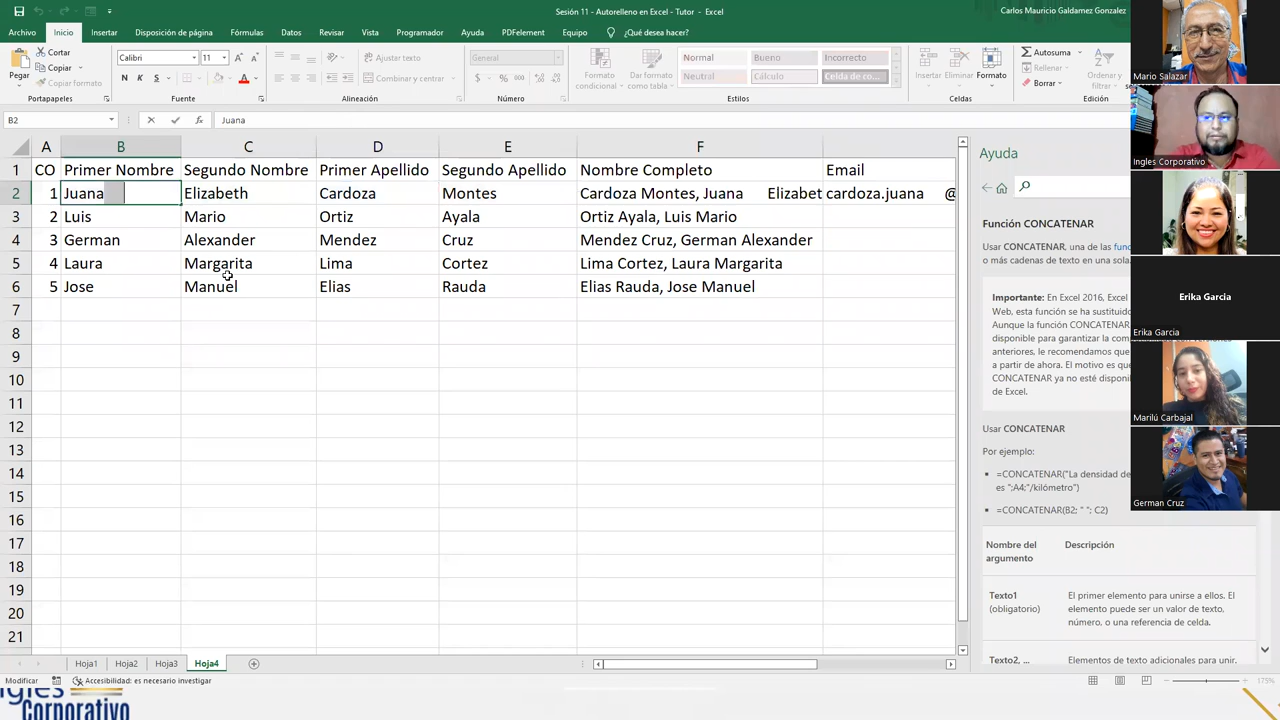 Sesión 11 - Autorelleno en Excel - Tutor - Excel
Carlos Mauricio Galdamez Gonzalez
Archivo Inicio Insertar Disposición de página Fórmulas Datos Revisar Vista Programador Ayuda PDFelement Equipo ¿Qué desea hacer?
Pegar
Cortar
Copiar
Copiar formato
Portapapeles
Calibri 11
N K S
Fuente
Ajustar texto
Combinar y centrar
Alineación
Número
Formato condicional
Dar formato como tabla
Normal Bueno Incorrecto
Neutral Cálculo Celda de co...
Estilos
Insertar Eliminar Formato
Celdas
Autosuma
Rellenar
Borrar
Ordenar y filtrar
Edición
B2 Juana
A B C D E F
1 CO Primer Nombre Segundo Nombre Primer Apellido Segundo Apellido Nombre Completo Email
2 1 Juana Elizabeth Cardoza Montes Cardoza Montes, Juana Elizabet cardoza.juana @
3 2 Luis Mario Ortiz Ayala Ortiz Ayala, Luis Mario
4 3 German Alexander Mendez Cruz Mendez Cruz, German Alexander
5 4 Laura Margarita Lima Cortez Lima Cortez, Laura Margarita
6 5 Jose Manuel Elias Rauda Elias Rauda, Jose Manuel
7
8
9
10
11
12
13
14
15
16
17
18
19
20
21
Hoja1 Hoja2 Hoja3 Hoja4
Modificar Accesibilidad: es necesario investigar 175%
Ayuda
Función CONCATENAR
Usar CONCATENAR, una de las
o más cadenas de texto en una sola.
Importante: En Excel 2016, Excel
Web, esta función se ha sustituido
Aunque la función CONCATENAR
disponible para garantizar la
anteriores, le recomendamos que
a partir de ahora. El motivo es que
CONCATENAR ya no esté
de Excel.
Usar CONCATENAR
Por ejemplo:
=CONCATENAR("La densidad de
es ";A4;"/kilómetro")
=CONCATENAR(B2; " "; C2)
Nombre del argumento Descripción
Texto1 (obligatorio) El primer elemento para unirse a ellos. El elemento puede ser un valor de texto, número, o una referencia de celda.
Texto2, ... Elementos de texto adicionales para unir.
Mario Salazar
Ingles Corporativo
Erika Garcia
Erika Garcia
Marilú Carbajal
German Cruz
Ingles
Corporativo